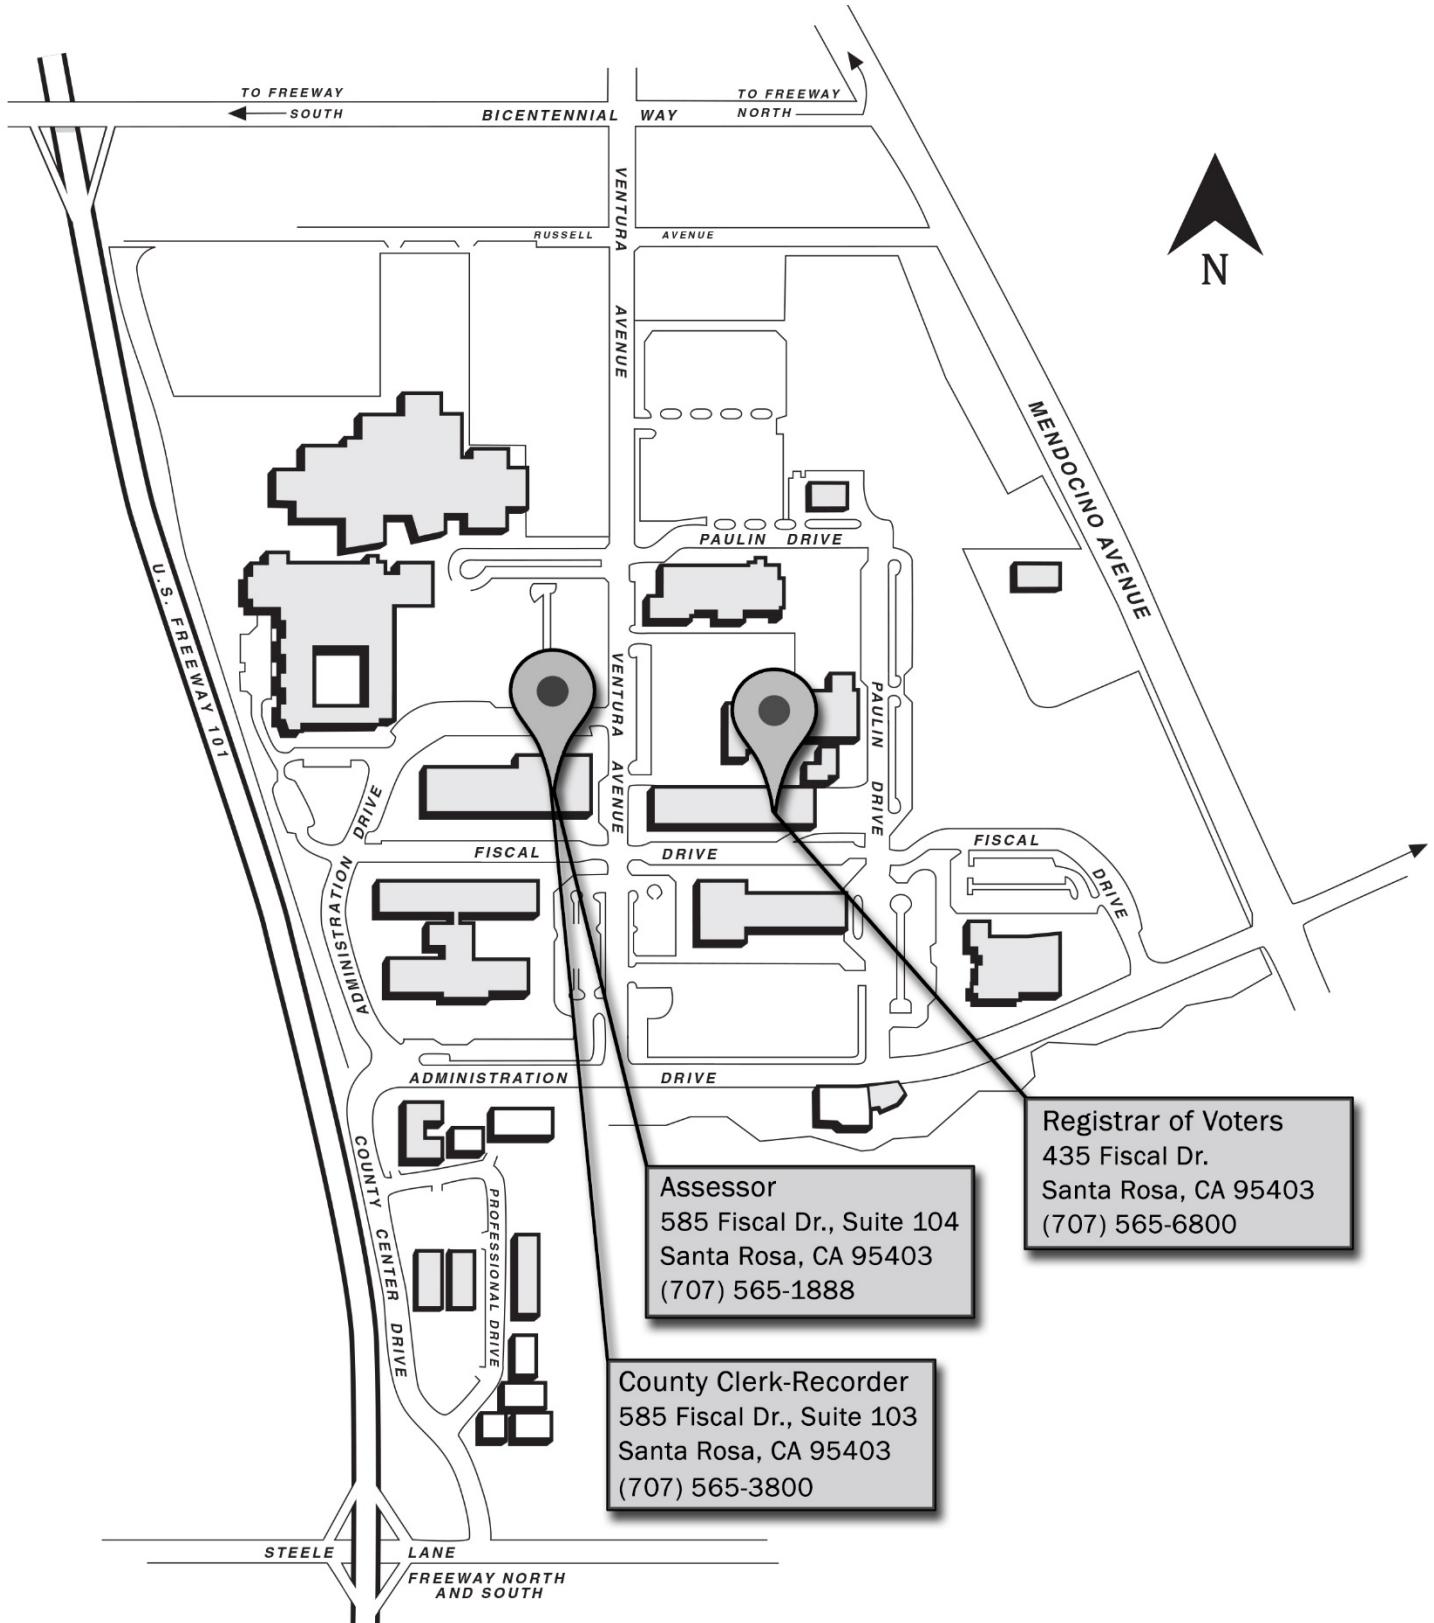 TO FREEWAY
SOUTH
BICENTENNIAL WAY
TO FREEWAY
NORTH
VENTURA AVENUE
RUSSELL AVENUE
N
MENDOCINO AVENUE
PAULIN DRIVE
U.S. FREEWAY 101
VENTURA AVENUE
PAULIN DRIVE
ADMINISTRATION DRIVE
FISCAL DRIVE
FISCAL DRIVE
ADMINISTRATION DRIVE
COUNTY CENTER DRIVE
PROFESSIONAL DRIVE
Registrar of Voters
435 Fiscal Dr.
Santa Rosa, CA 95403
(707) 565-6800
Assessor
585 Fiscal Dr., Suite 104
Santa Rosa, CA 95403
(707) 565-1888
County Clerk-Recorder
585 Fiscal Dr., Suite 103
Santa Rosa, CA 95403
(707) 565-3800
STEELE LANE
FREEWAY NORTH
AND SOUTH